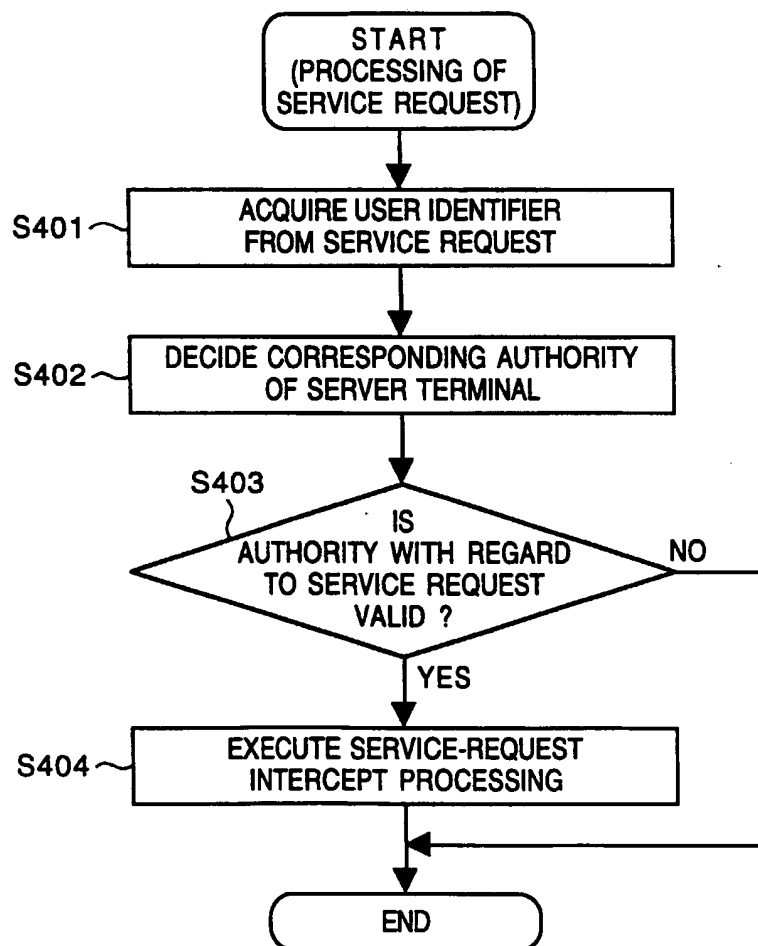 START
(PROCESSING OF
SERVICE REQUEST)
S401
ACQUIRE USER IDENTIFIER
FROM SERVICE REQUEST
S402
DECIDE CORRESPONDING AUTHORITY
OF SERVER TERMINAL
S403
IS
AUTHORITY WITH REGARD
TO SERVICE REQUEST
VALID ?
NO
YES
S404
EXECUTE SERVICE-REQUEST
INTERCEPT PROCESSING
END